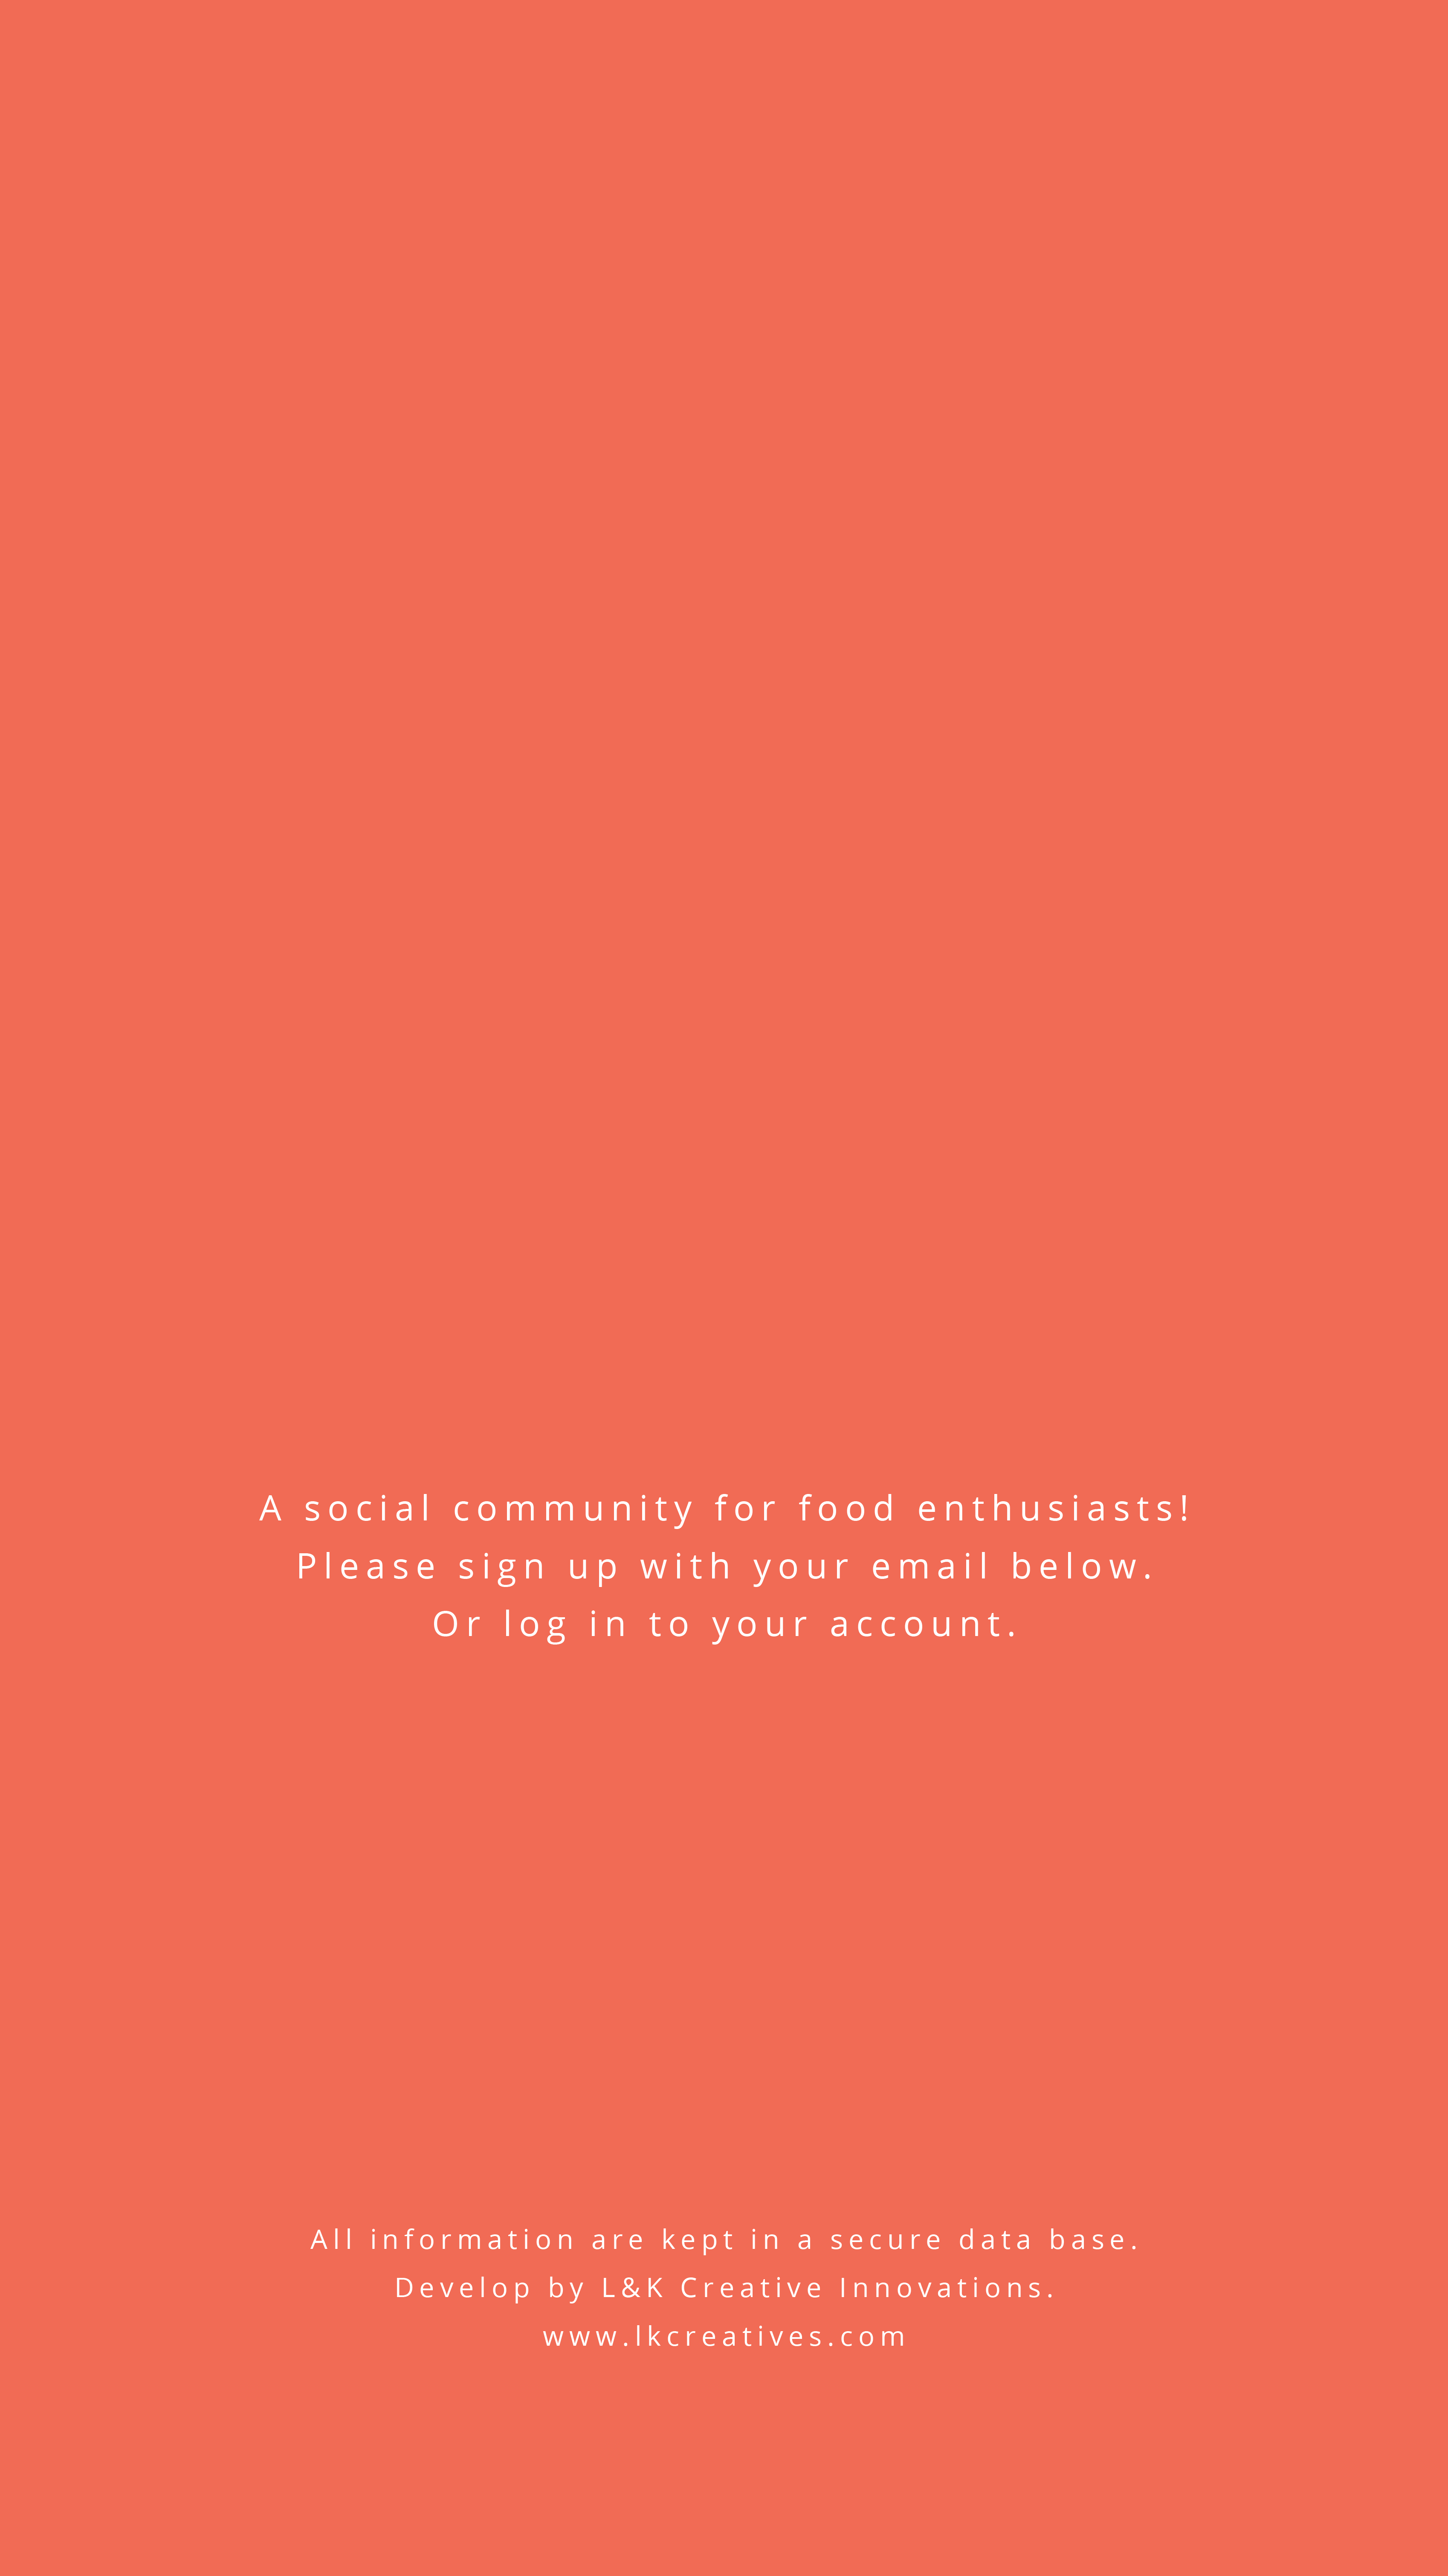 A social community for food enthusiasts!
Please sign up with your email below.
Or log in to your account.
All information are kept in a secure data base.
Develop by L&K Creative Innovations.
www.lkcreatives.com